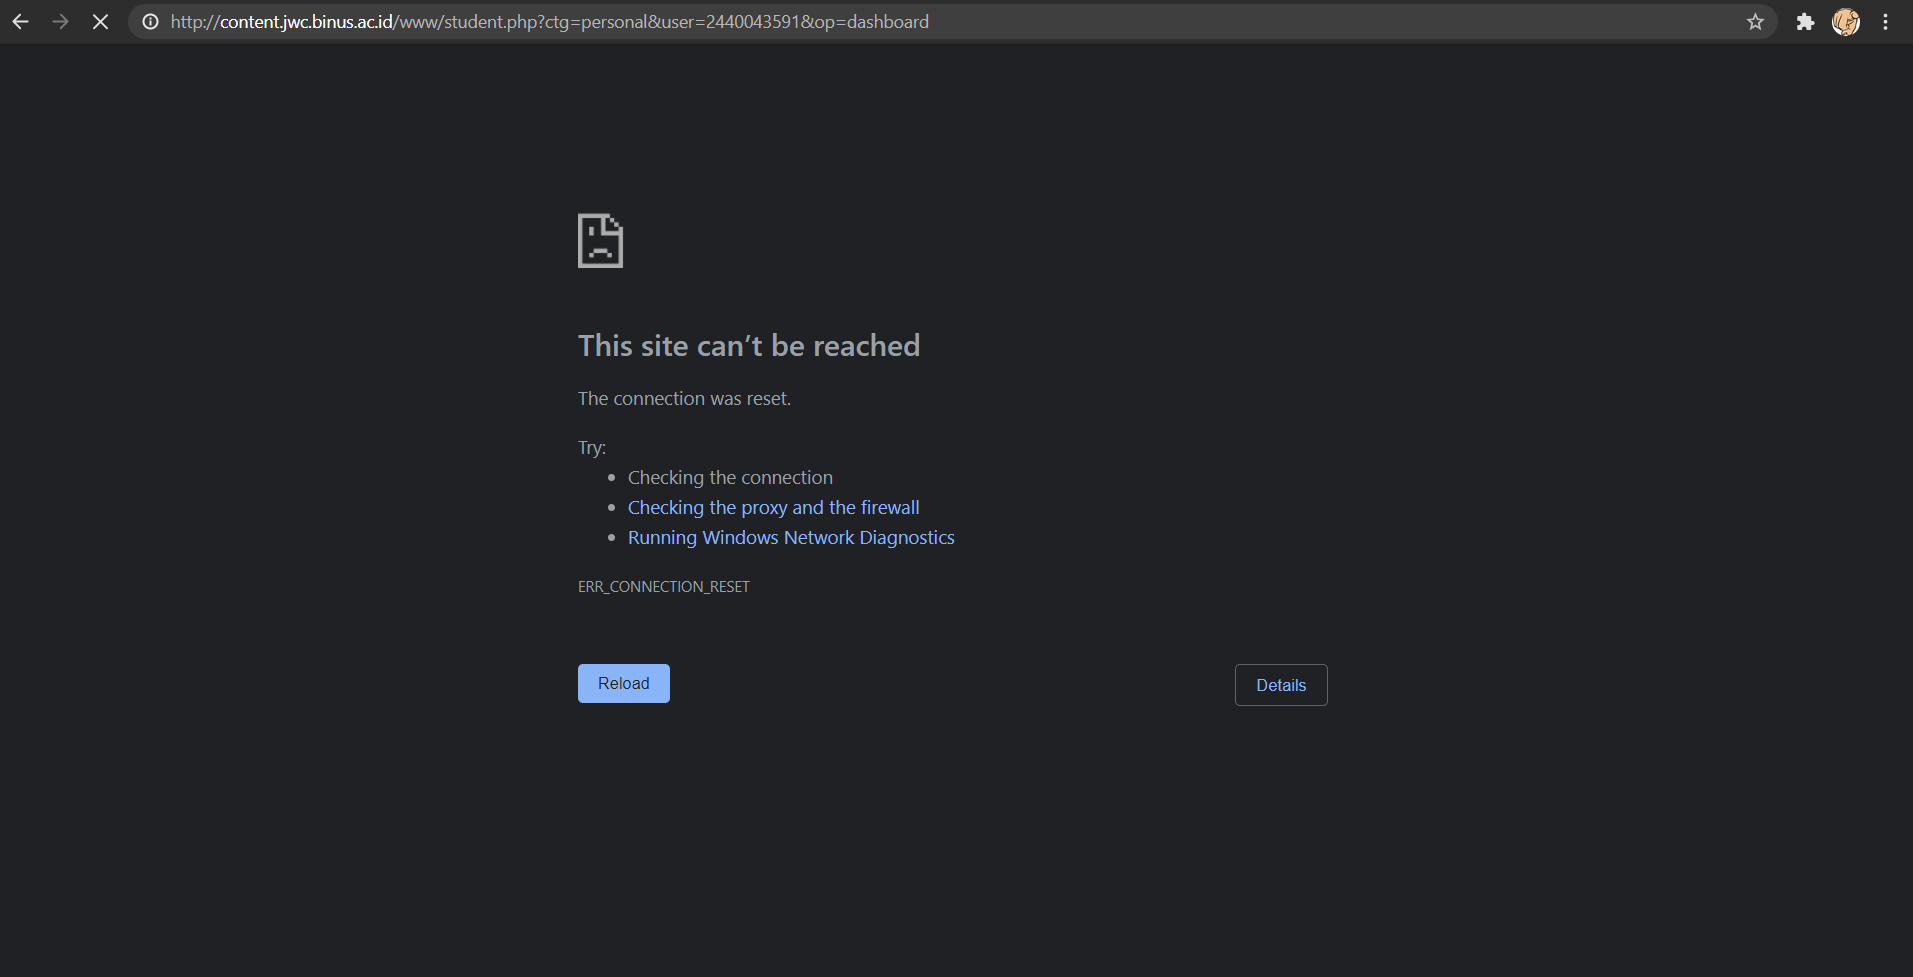 http://content.jwc.binus.ac.id/www/student.php?ctg=personal&user=2440043591&op=dashboard
This site can’t be reached
The connection was reset.
Try:
• Checking the connection
• Checking the proxy and the firewall
• Running Windows Network Diagnostics
ERR_CONNECTION_RESET
Reload
Details